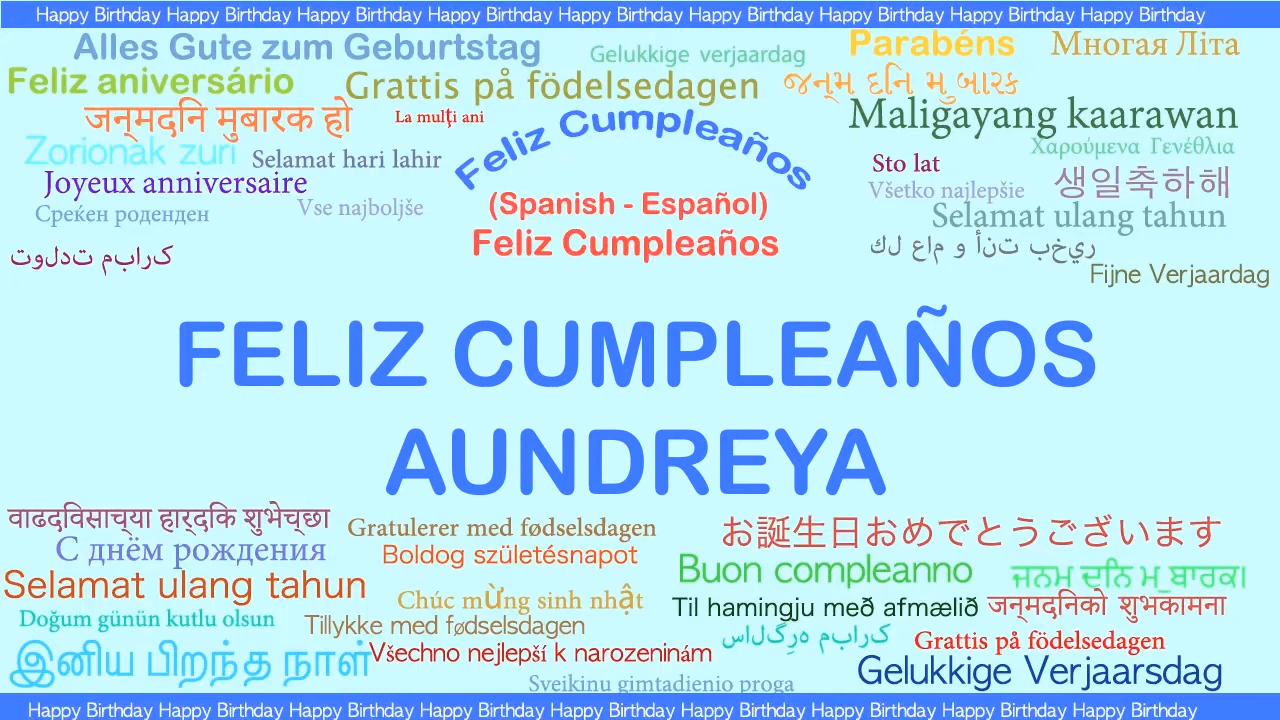 Happy Birthday Happy Birthday Happy Birthday Happy Birthday Happy Birthday Happy Birthday Happy Birthday Happy Birthday Happy Birthday
Alles Gute zum Geburtstag
Gelukkige verjaardag
Parabéns
Многая Літа
Feliz aniversário
Grattis på födelsedagen
જન્મ દિન મુબારક
जन्मदिन मुबारक हो
La mulţi ani
Feliz Cumpleaños
Maligayang kaarawan
Zorionak zuri
Selamat hari lahir
Sto lat
Χαρούμενα Γενέθλια
Joyeux anniversaire
(Spanish - Español)
Všetko najlepšie
생일축하해
Среќен роденден
Vse najboljše
Feliz Cumpleaños
Selamat ulang tahun
تولدت مبارک
كل عام و أنت بخير
Fijne Verjaardag
FELIZ CUMPLEAÑOS
AUNDREYA
वाढदिवसाच्या हार्दिक शुभेच्छा
Gratulerer med fødselsdagen
お誕生日おめでとうございます
С днём рождения
Boldog születésnapot
Buon compleanno
ਜਨਮ ਦਿਨ ਮੁਬਾਰਕ।
Selamat ulang tahun
Chúc mừng sinh nhật
Til hamingju með afmælið
जन्मदिनको शुभकामना
Doğum günün kutlu olsun
Tillykke med fødselsdagen
سالگرہ مبارک
Grattis på födelsedagen
இனிய பிறந்த நாள்
Všechno nejlepší k narozeninám
Gelukkige Verjaarsdag
Sveikinu gimtadienio proga
Happy Birthday Happy Birthday Happy Birthday Happy Birthday Happy Birthday Happy Birthday Happy Birthday Happy Birthday Happy Birthday